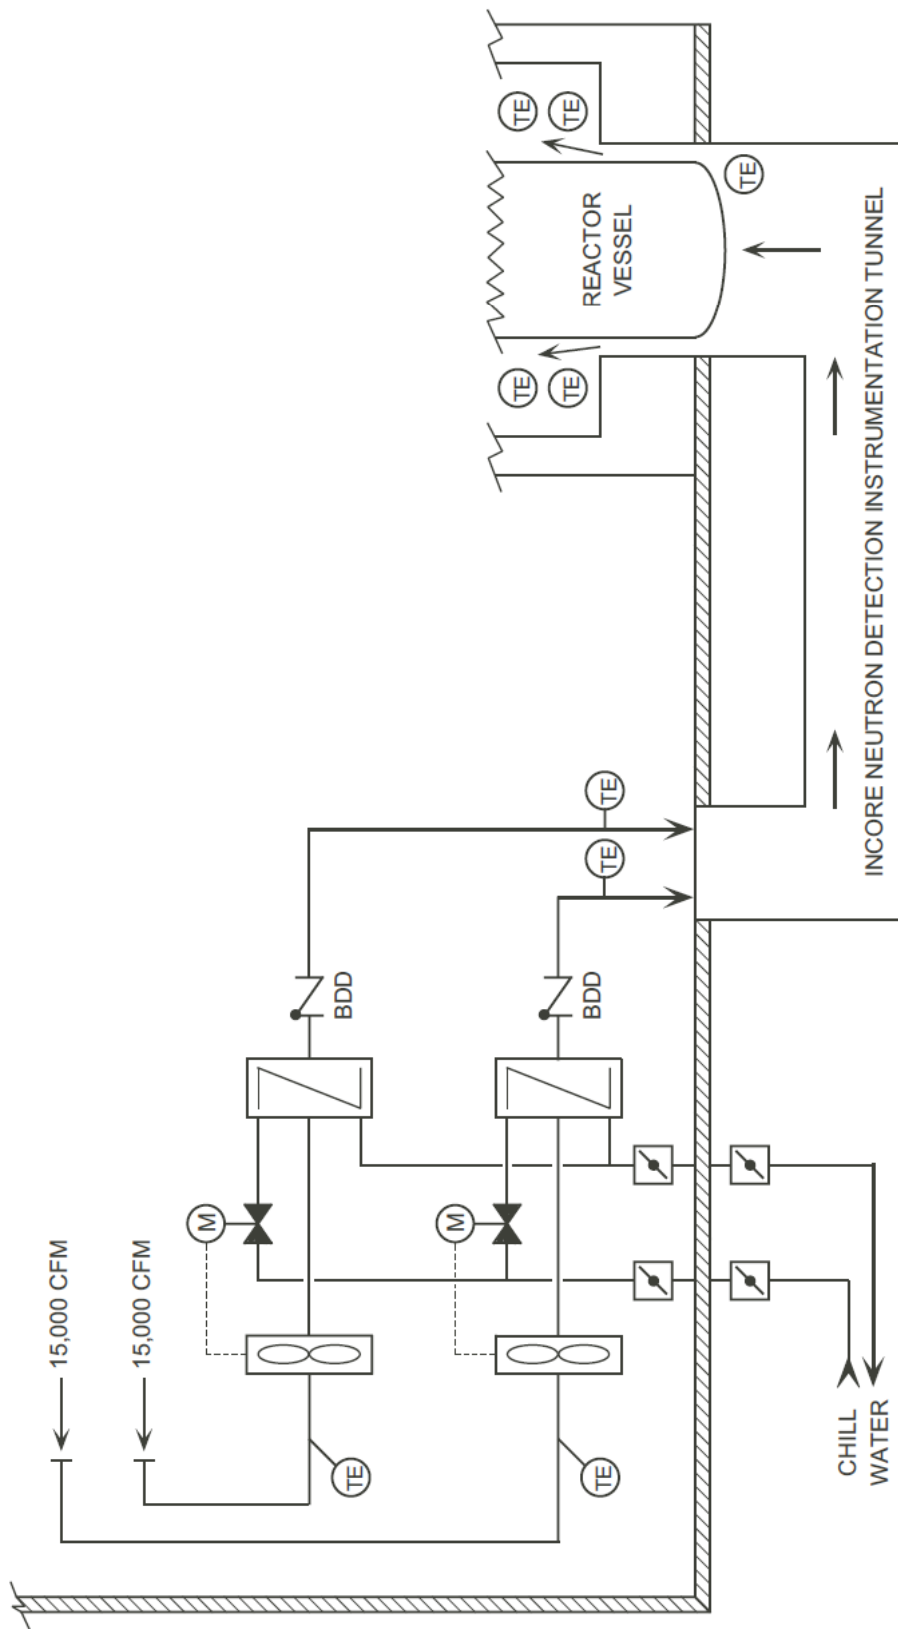 15,000 CFM
15,000 CFM
TE
TE
M
M
BDD
BDD
TE
TE
CHILL
WATER
TE
TE
TE
TE
REACTOR
VESSEL
TE
INCORE NEUTRON DETECTION INSTRUMENTATION TUNNEL